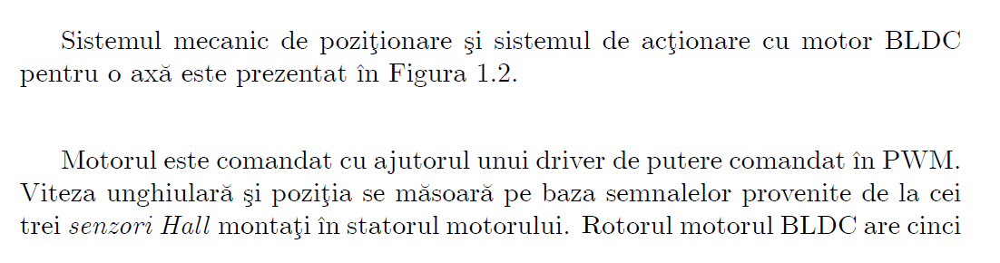 Sistemul mecanic de poziţionare şi sistemul de acţionare cu motor BLDC
pentru o axă este prezentat în Figura 1.2.
Motorul este comandat cu ajutorul unui driver de putere comandat în PWM.
Viteza unghiulară şi poziţia se măsoară pe baza semnalelor provenite de la cei
trei senzori Hall montaţi în statorul motorului. Rotorul motorul BLDC are cinci